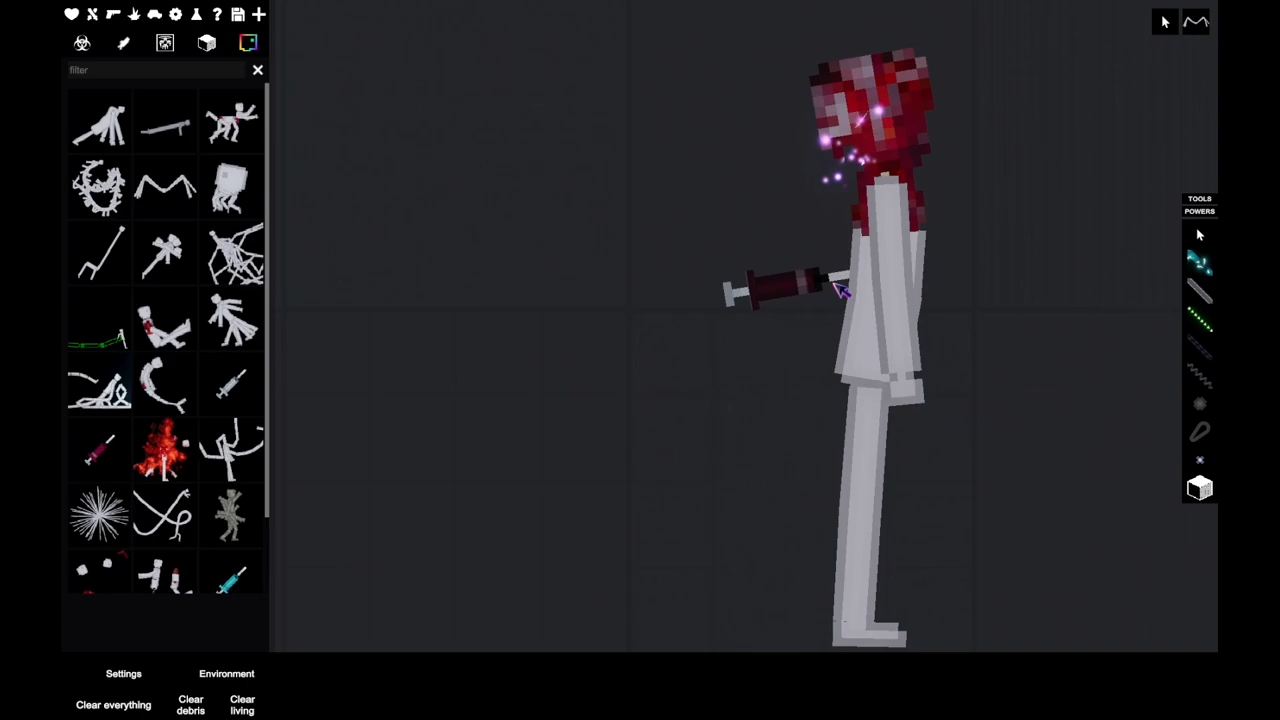 filter
TOOLS
POWERS
Settings
Environment
Clear everything
Clear debris
Clear living